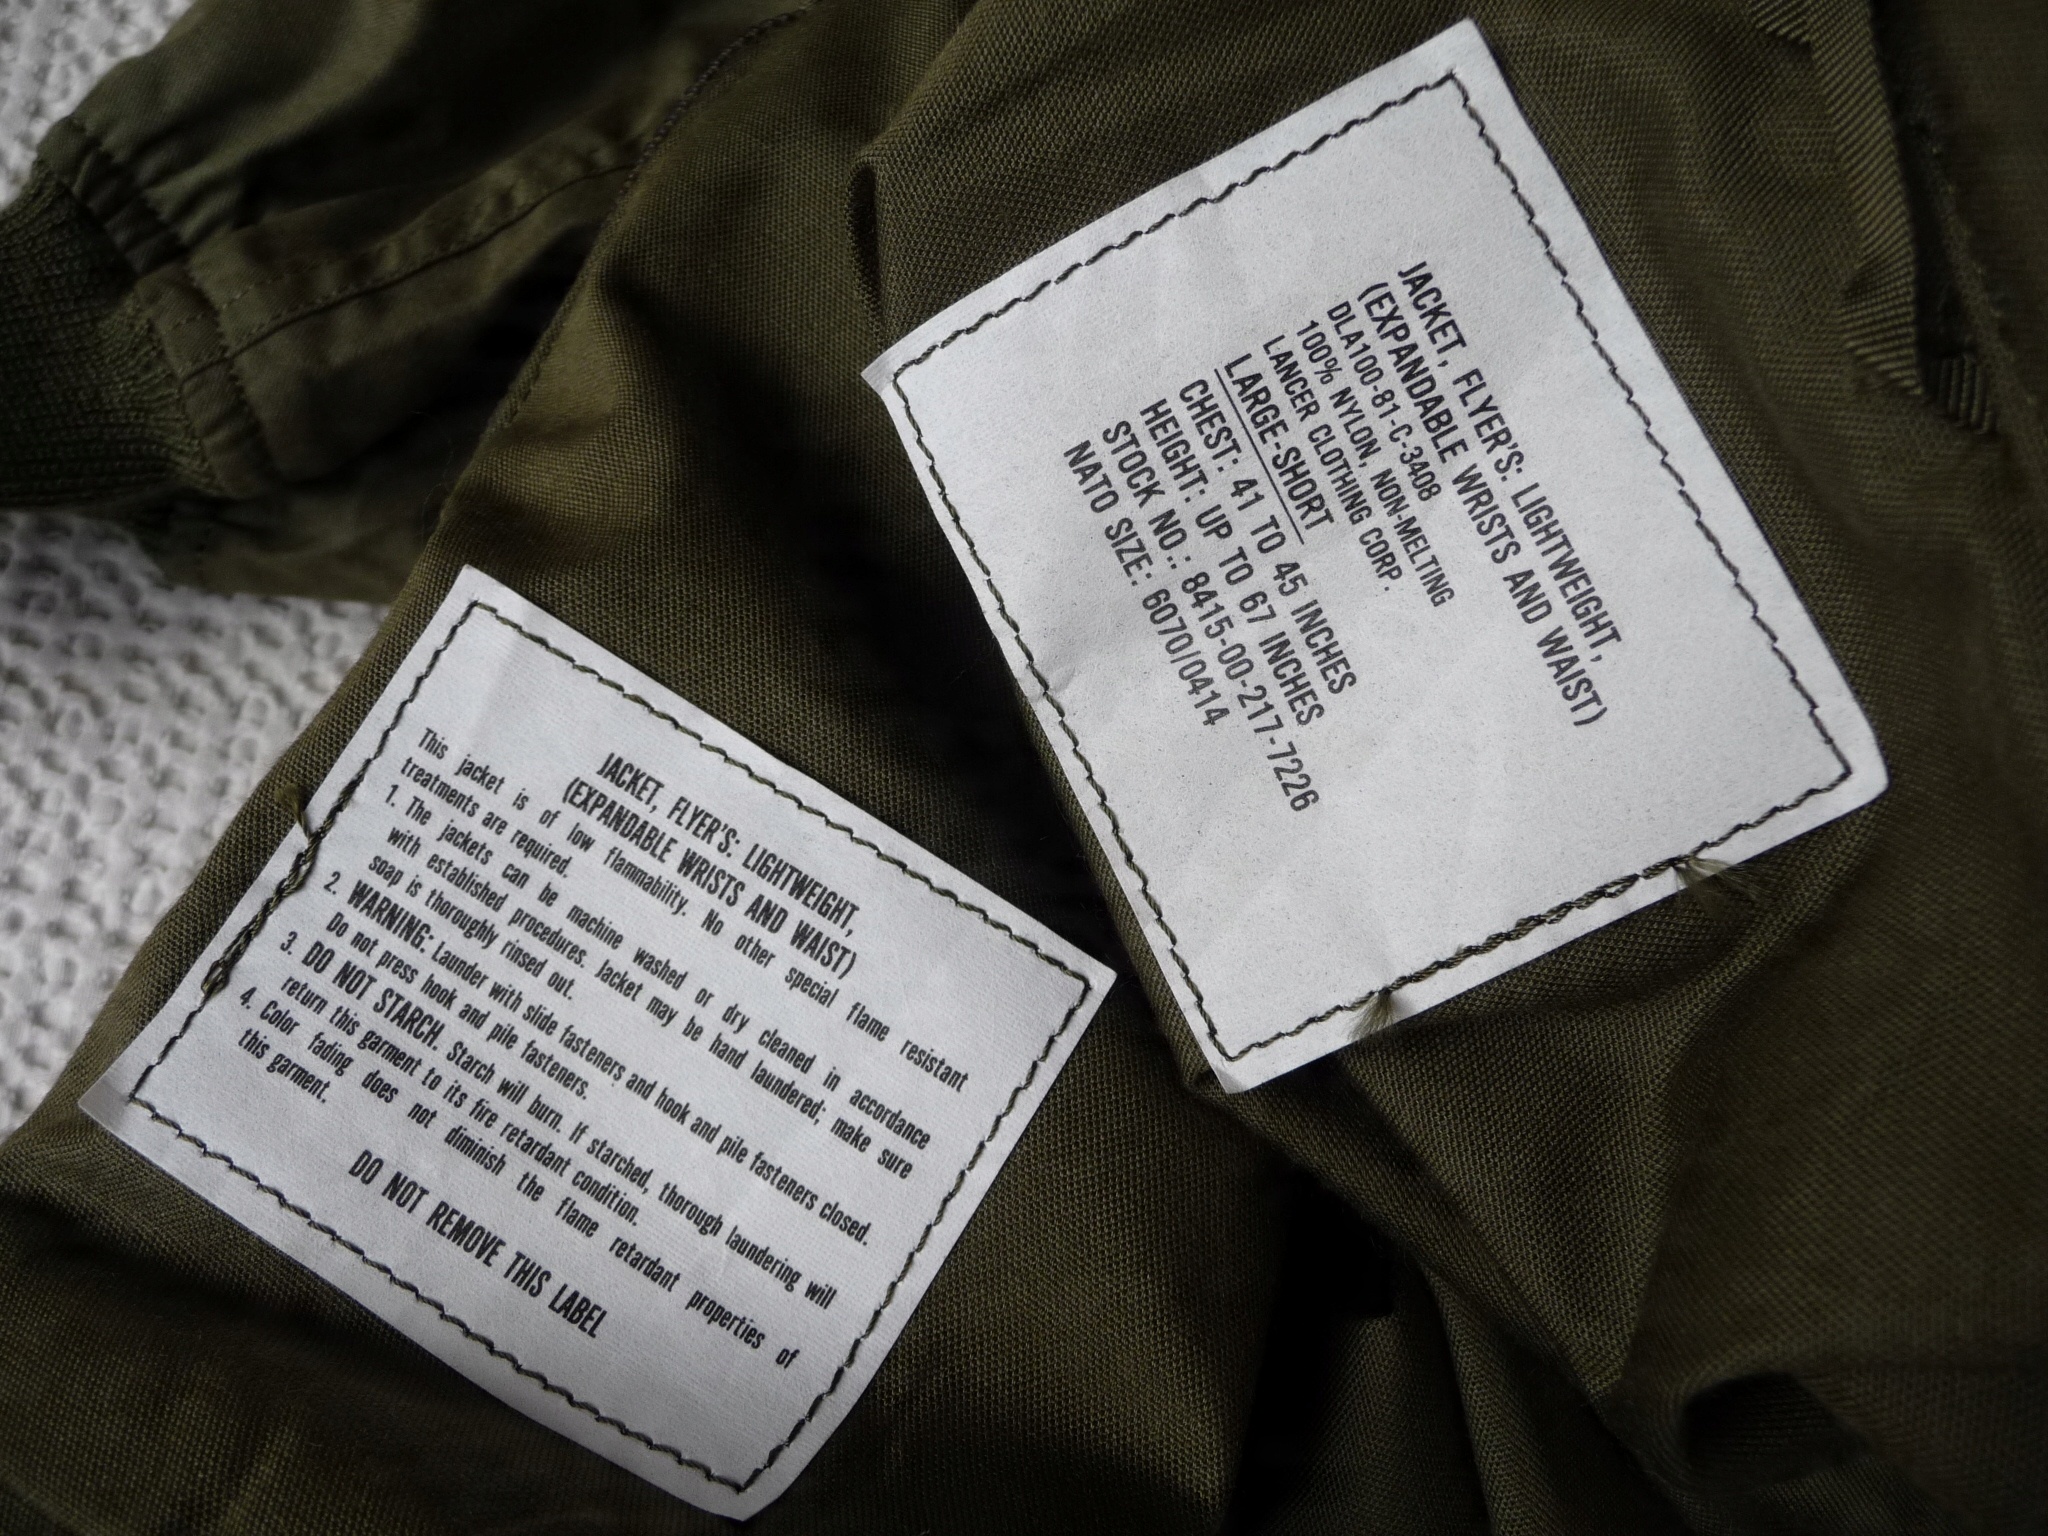 JACKET, FLYER'S: LIGHTWEIGHT,
(EXPANDABLE WRISTS AND WAIST)
DLA100-81-C-3408
100% NYLON, NON-MELTING
LANCER CLOTHING CORP.
LARGE-SHORT
CHEST: 41 TO 45 INCHES
HEIGHT: UP TO 67 INCHES
STOCK NO.: 8415-00-217-7226
NATO SIZE: 6070/0414
JACKET, FLYER'S: LIGHTWEIGHT,
(EXPANDABLE WRISTS AND WAIST)
This jacket is of low flammability. No other special flame resistant
treatments are required.
1. The jackets can be machine washed or dry cleaned in accordance
with established procedures. Jacket may be hand laundered; make sure
soap is thoroughly rinsed out.
2. WARNING: Launder with slide fasteners and hook and pile fasteners closed.
Do not press hook and pile fasteners.
3. DO NOT STARCH. Starch will burn. If starched, thorough laundering will
return this garment to its fire retardant condition.
4. Color fading does not diminish the flame retardant properties of
this garment.
DO NOT REMOVE THIS LABEL